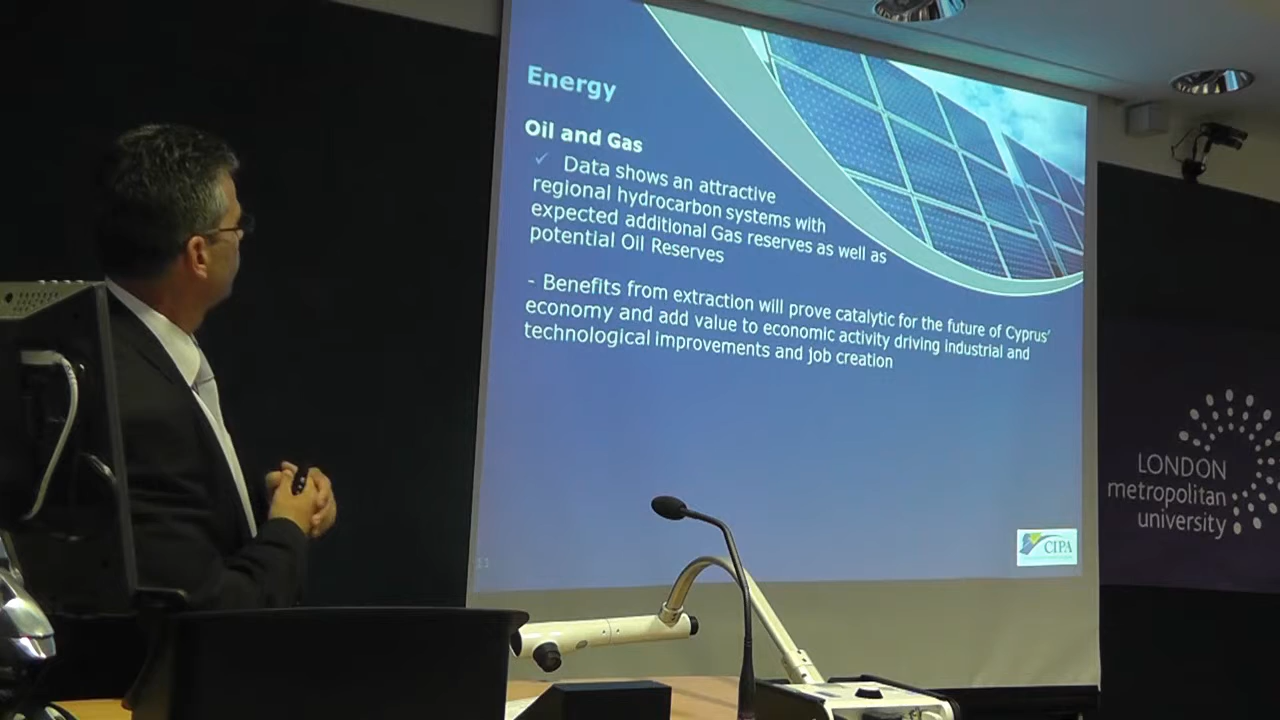 Energy
Oil and Gas
✓ Data shows an attractive
regional hydrocarbon systems with
expected additional Gas reserves as well as
potential Oil Reserves
- Benefits from extraction will prove catalytic for the future of Cyprus’
economy and add value to economic activity driving industrial and
technological improvements and job creation
11
CIPA
LONDON
metropolitan
university